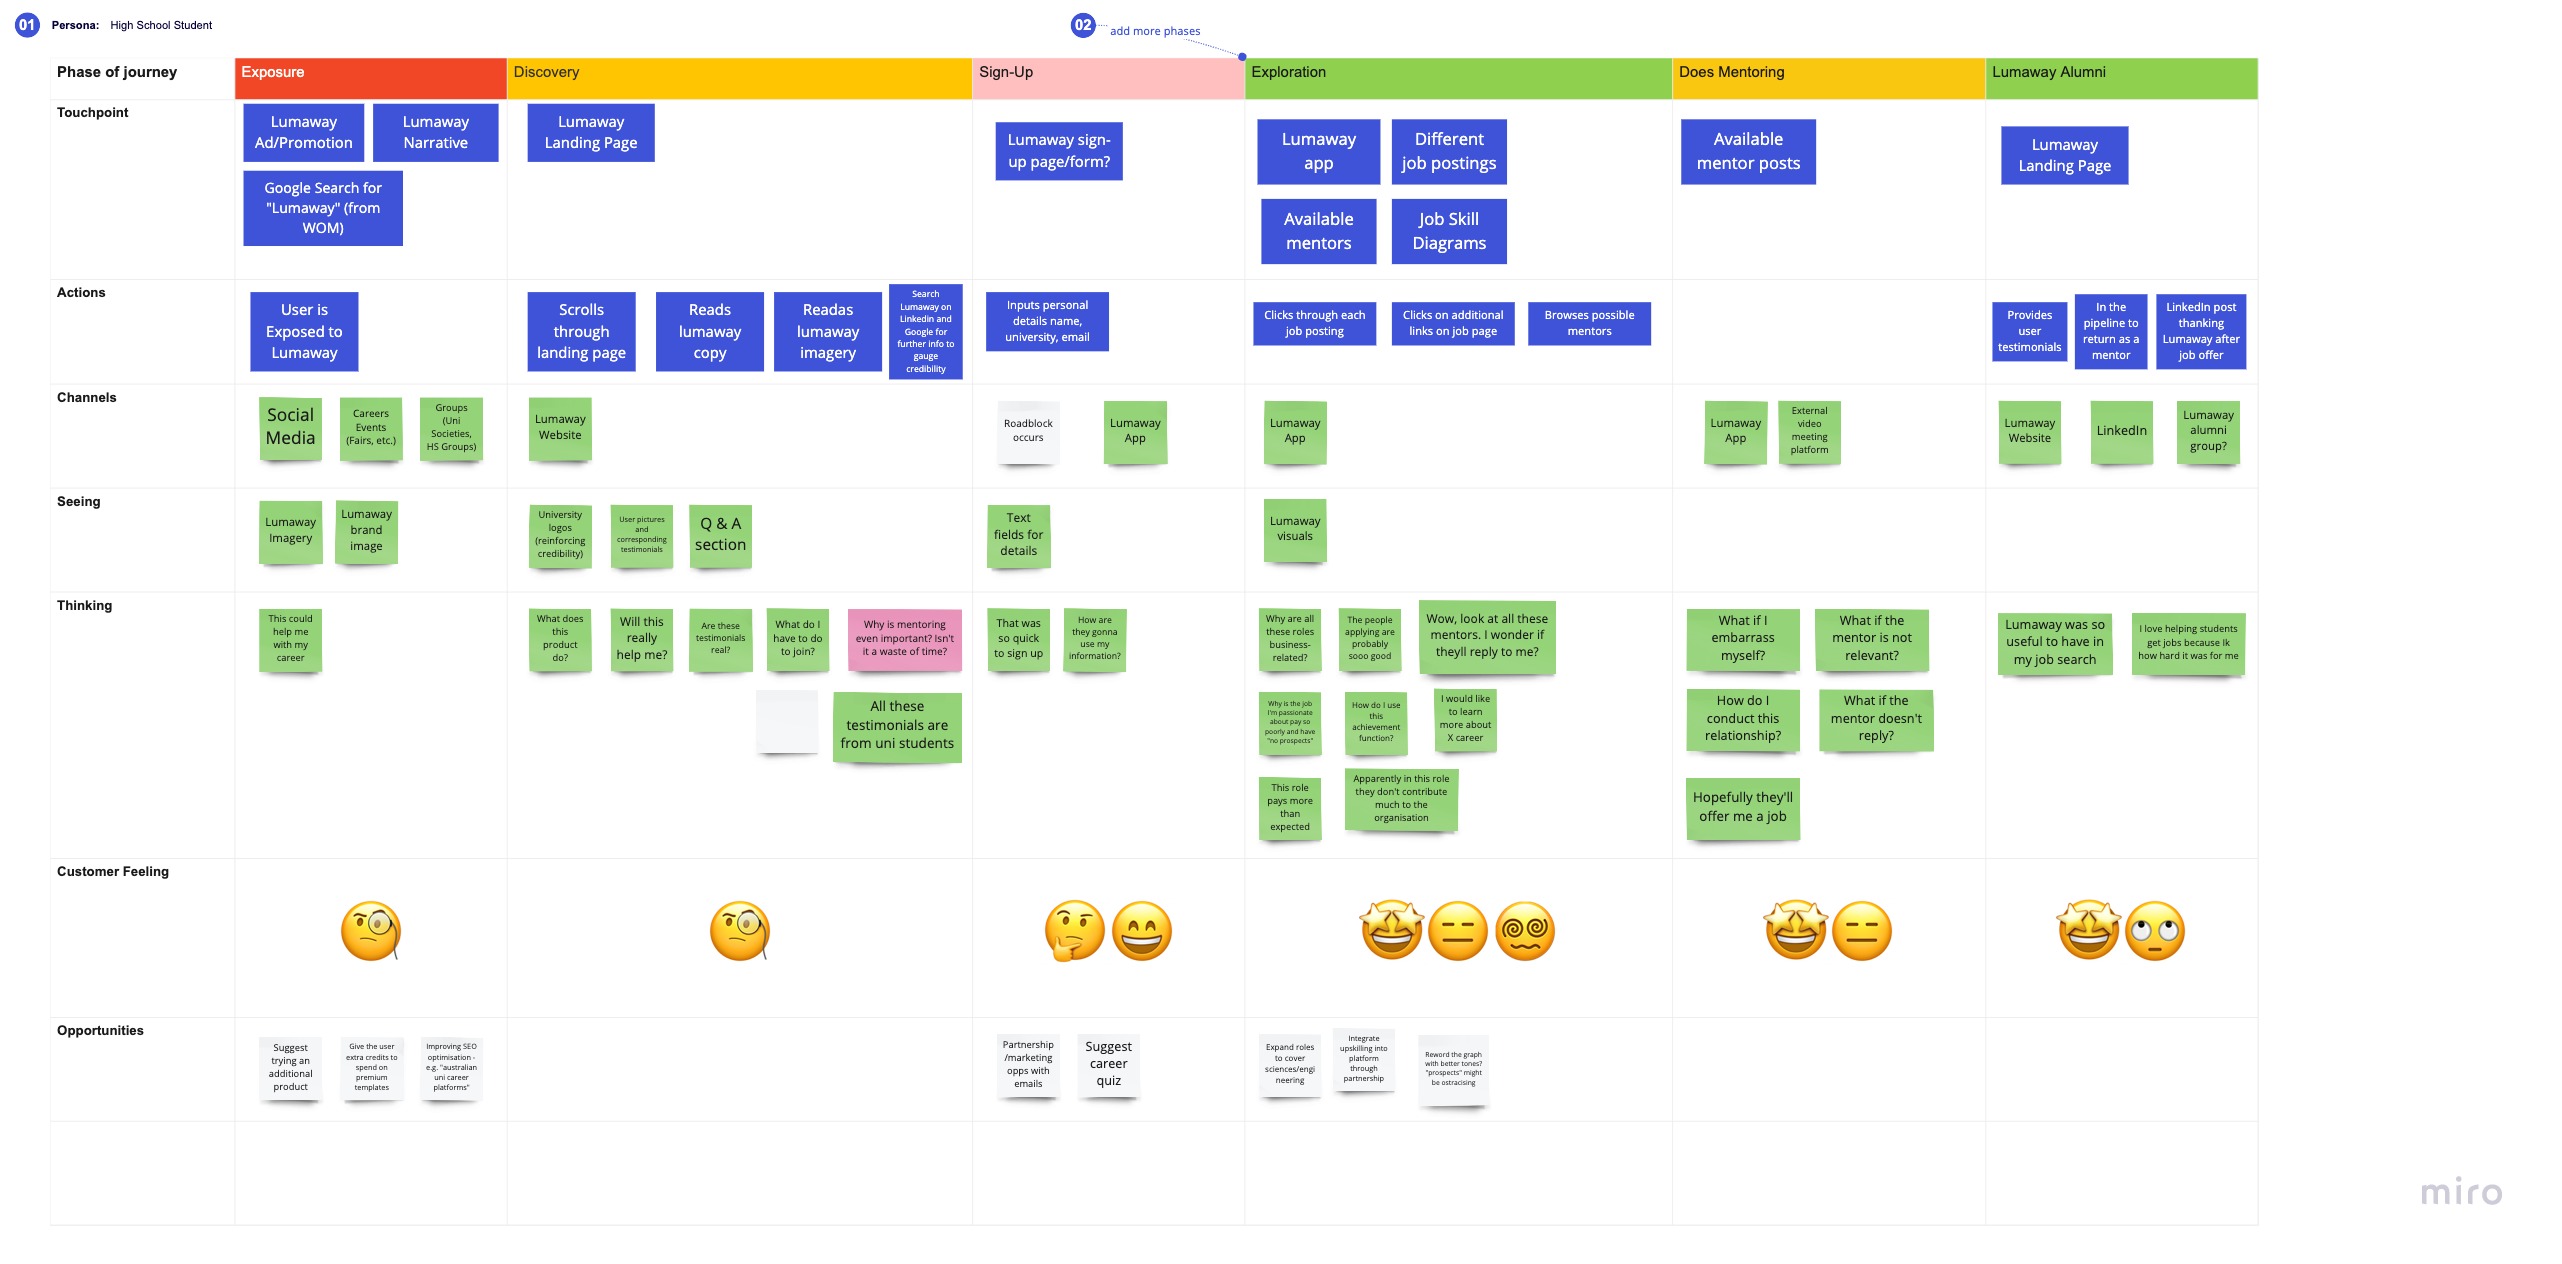 01
Persona: High School Student
02
add more phases
Phase of journey
Exposure
Discovery
Sign-Up
Exploration
Does Mentoring
Lumaway Alumni
Touchpoint
Lumaway
Ad/Promotion
Lumaway
Narrative
Google Search for
"Lumaway" (from
WOM)
Lumaway
Landing Page
Lumaway sign-
up page/form?
Lumaway
app
Different
job postings
Available
mentors
Job Skill
Diagrams
Available
mentor posts
Lumaway
Landing Page
Actions
User is
Exposed to
Lumaway
Scrolls
through
landing page
Reads
lumaway
copy
Readas
lumaway
imagery
Search
Lumaway on
Linkedin and
Google for
further info to
gauge
credibility
Inputs personal
details name,
university, email
Clicks through each
job posting
Clicks on additional
links on job page
Browses possible
mentors
Provides
user
testimonials
In the
pipeline to
return as a
mentor
LinkedIn post
thanking
Lumaway after
job offer
Channels
Social
Media
Careers
Events
(Fairs, etc.)
Groups
(Uni
Societies,
HS Groups)
Lumaway
Website
Roadblock
occurs
Lumaway
App
Lumaway
App
Lumaway
App
External
video
meeting
platform
Lumaway
Website
LinkedIn
Lumaway
alumni
group?
Seeing
Lumaway
Imagery
Lumaway
brand
image
University
logos
(reinforcing
credibility)
User pictures
and
corresponding
testimonials
Q & A
section
Text
fields for
details
Lumaway
visuals
Thinking
This could
help me
with my
career
What does
this
product
do?
Will this
really
help me?
Are these
testimonials
real?
What do I
have to do
to join?
Why is mentoring
even important? Isn't
it a waste of time?
All these
testimonials are
from uni students
That was
so quick
to sign up
How are
they gonna
use my
information?
Why are all
these roles
business-
related?
The people
applying are
probably
sooo good
Wow, look at all these
mentors. I wonder if
theyll reply to me?
Why is the job
I'm passionate
about pay so
poorly and have
"no prospects"
How do I use
this
achievement
function?
I would like
to learn
more about
X career
This role
pays more
than
expected
Apparently in this role
they don't contribute
much to the
organisation
What if I
embarrass
myself?
What if the
mentor is not
relevant?
How do I
conduct this
relationship?
What if the
mentor doesn't
reply?
Hopefully they'll
offer me a job
Lumaway was so
useful to have in
my job search
I love helping students
get jobs because Ik
how hard it was for me
Customer Feeling
Opportunities
Suggest
trying an
additional
product
Give the user
extra credits to
spend on
premium
templates
Improving SEO
optimisation -
e.g. "australian
uni career
platforms"
Partnership
/marketing
opps with
emails
Suggest
career
quiz
Expand roles
to cover
sciences/engi
neering
Integrate
upskilling into
platform
through
partnership
Reword the graph
with better tones?
"prospects" might
be ostracising
miro